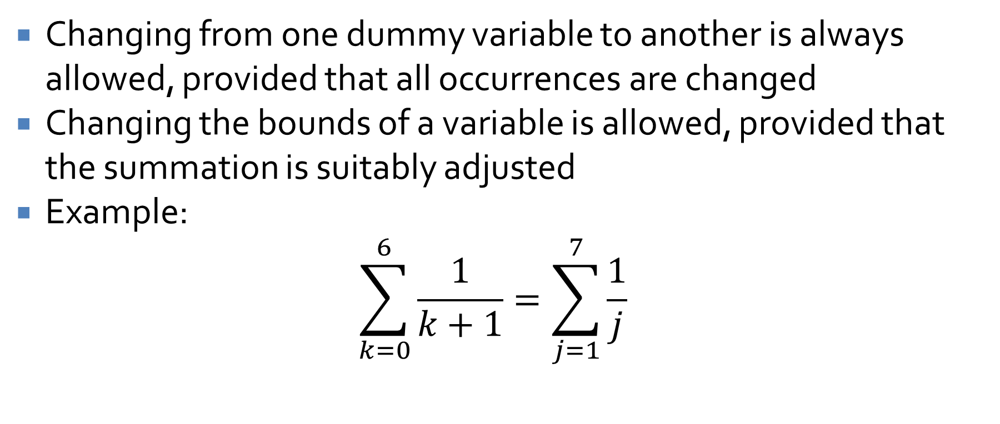 ▪ Changing from one dummy variable to another is always
allowed, provided that all occurrences are changed
▪ Changing the bounds of a variable is allowed, provided that
the summation is suitably adjusted
▪ Example:
$$\sum_{k=0}^{6} \frac{1}{k+1} = \sum_{j=1}^{7} \frac{1}{j}$$